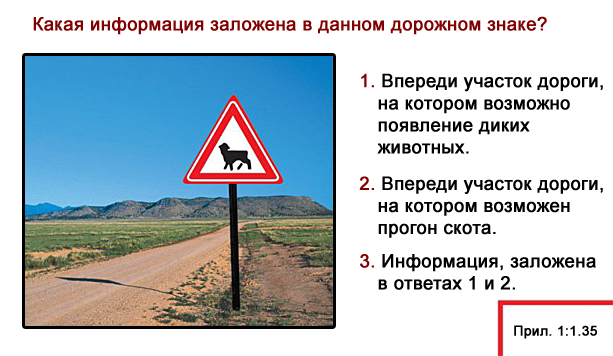 Какая информация заложена в данном дорожном знаке?
1. Впереди участок дороги,
на котором возможно
появление диких
животных.
2. Впереди участок дороги,
на котором возможен
прогон скота.
3. Информация, заложена
в ответах 1 и 2.
Прил. 1:1.35